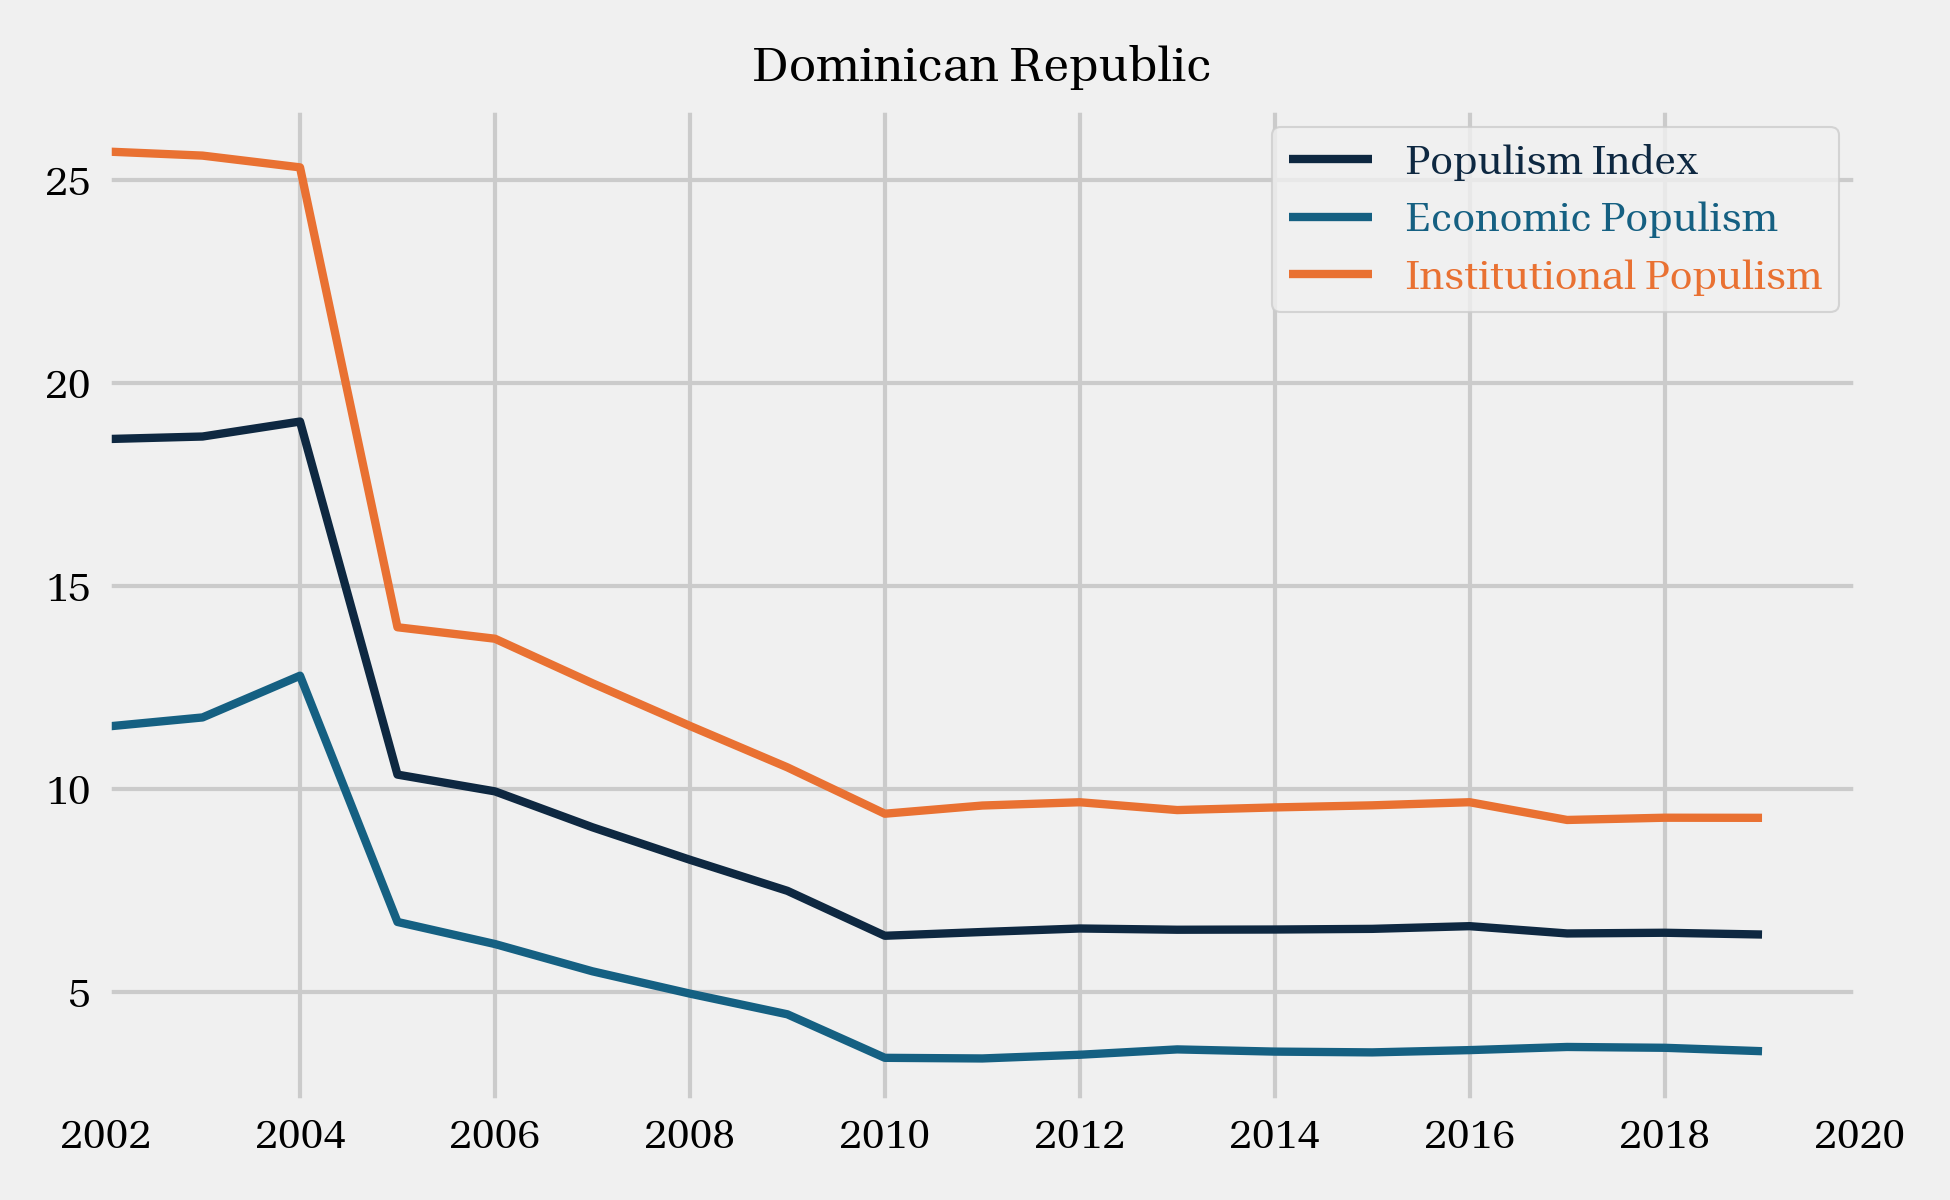 Dominican Republic
Populism Index
Economic Populism
Institutional Populism
25
20
15
10
5
2002 2004 2006 2008 2010 2012 2014 2016 2018 2020